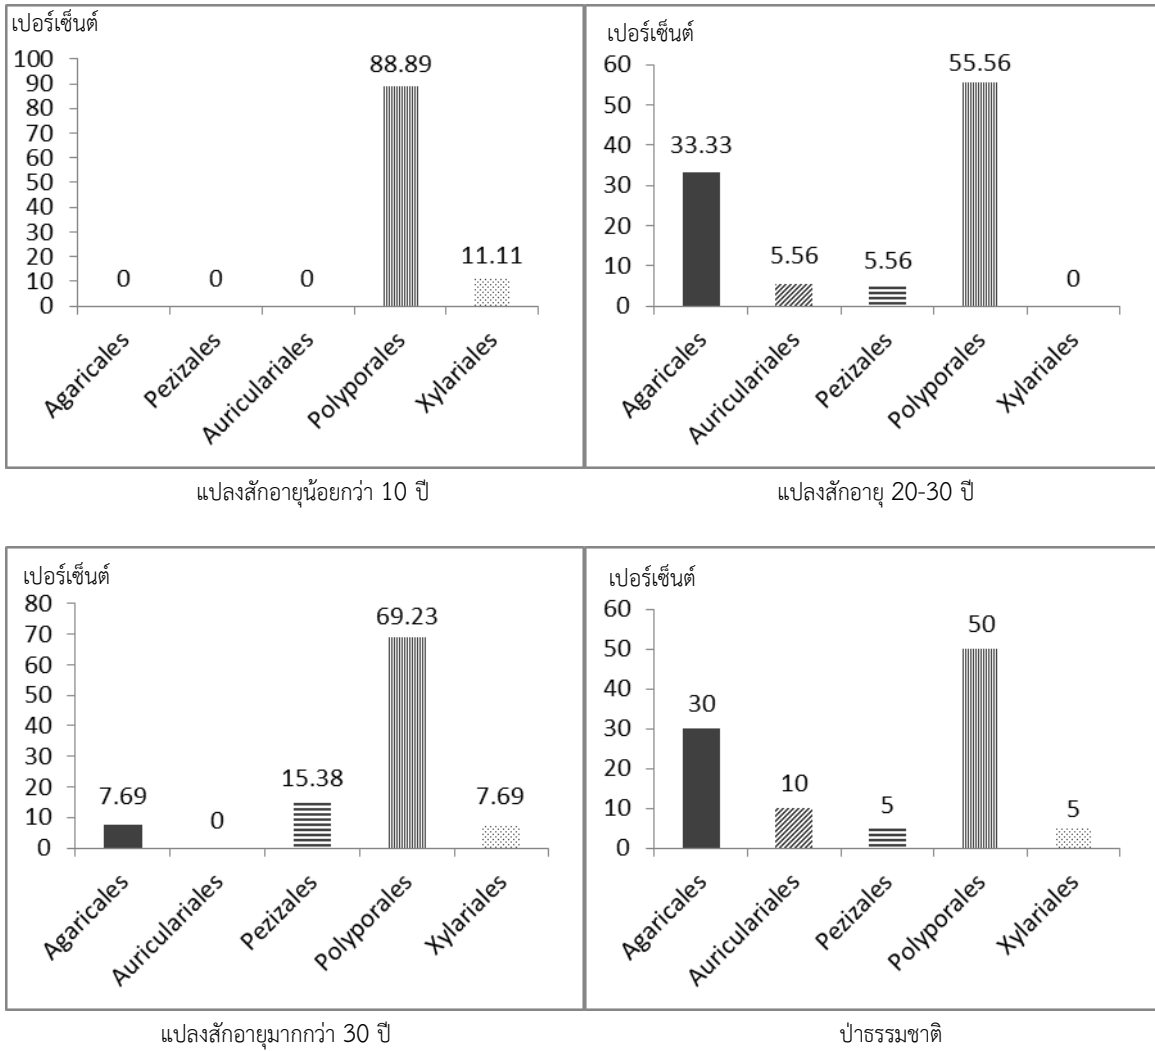 เปอร์เซ็นต์
100
90
80
70
60
50
40
30
20
10
0
0
0
0
88.89
11.11
Agaricales
Pezizales
Auriculariales
Polyporales
Xylariales
แปลงสักอายุน้อยกว่า 10 ปี
เปอร์เซ็นต์
60
50
40
30
20
10
0
33.33
5.56
5.56
55.56
0
Agaricales
Auriculariales
Pezizales
Polyporales
Xylariales
แปลงสักอายุ 20-30 ปี
เปอร์เซ็นต์
80
70
60
50
40
30
20
10
0
7.69
0
15.38
69.23
7.69
Agaricales
Auriculariales
Pezizales
Polyporales
Xylariales
แปลงสักอายุมากกว่า 30 ปี
เปอร์เซ็นต์
60
50
40
30
20
10
0
30
10
5
50
5
Agaricales
Auriculariales
Pezizales
Polyporales
Xylariales
ป่าธรรมชาติ